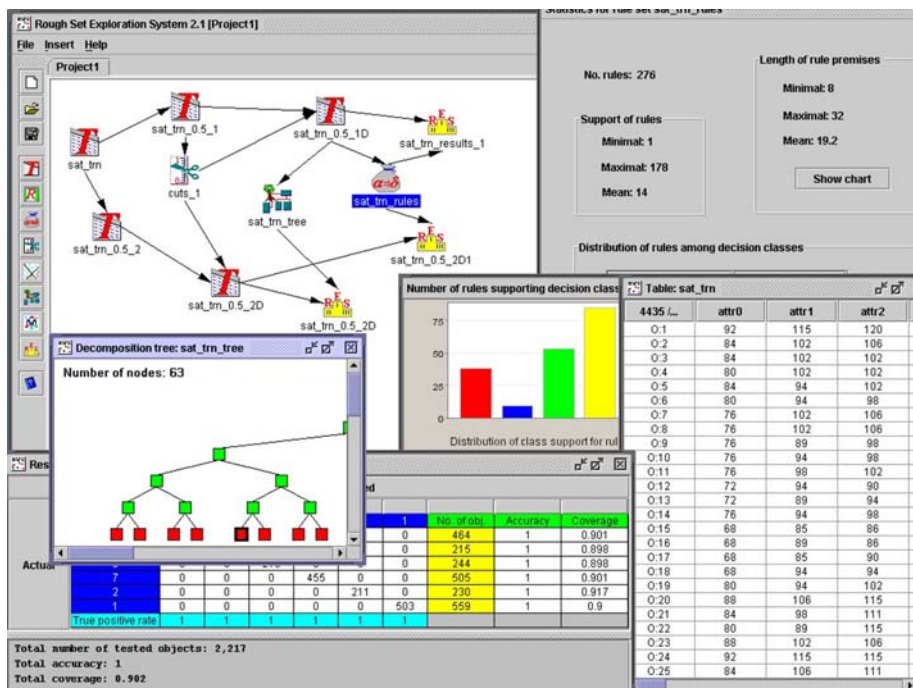 Rough Set Exploration System 2.1 [Project1]
File Insert Help
Project1
sat_trn
sat_trn_0.5_1
sat_trn_0.5_1D
sat_trn_results_1
cuts_1
sat_trn_tree
sat_trn_rules
sat_trn_0.5_2
sat_trn_0.5_2D1
sat_trn_0.5_2D
sat_trn_0.5_2D
Statistics for rule set sat_trn_rules
No. rules: 276
Support of rules
Minimal: 1
Maximal: 178
Mean: 14
Length of rule premises
Minimal: 8
Maximal: 32
Mean: 19.2
Show chart
Distribution of rules among decision classes
Number of rules supporting decision class
75
50
25
0
Distribution of class support for rul
Table: sat_trn
4435 /... attr0 attr1 attr2
O:1 92 115 120
O:2 84 102 106
O:3 84 102 102
O:4 80 102 102
O:5 84 94 102
O:6 80 94 98
O:7 76 102 106
O:8 76 102 106
O:9 76 89 98
O:10 76 94 98
O:11 76 98 102
O:12 72 94 90
O:13 72 89 94
O:14 76 94 98
O:15 68 85 86
O:16 68 89 86
O:17 68 85 90
O:18 68 94 94
O:19 80 94 102
O:20 88 106 115
O:21 84 98 111
O:22 80 89 115
O:23 88 102 106
O:24 92 115 115
O:25 84 106 111
Decomposition tree: sat_trn_tree
Number of nodes: 63
Res
1 No. of obj. Accuracy Coverage
0 464 1 0.901
0 215 1 0.898
0 244 1 0.898
Actual
7 0 0 0 455 0 0 505 1 0.901
2 0 0 0 0 211 0 230 1 0.917
1 0 0 0 0 0 503 559 1 0.9
True positive rate 1 1 1 1 1 1
Total number of tested objects: 2,217
Total accuracy: 1
Total coverage: 0.902